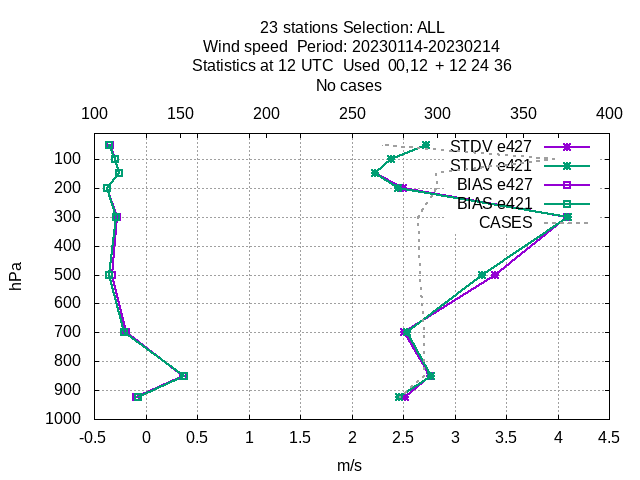 23 stations Selection: ALL
Wind speed  Period: 20230114-20230214
Statistics at 12 UTC  Used  00,12  + 12 24 36
No cases
100 150 200 250 300 350 400
STDV e427
STDV e421
BIAS e427
BIAS e421
CASES
100
200
300
400
500
600
700
800
900
1000
hPa
-0.5 0 0.5 1 1.5 2 2.5 3 3.5 4 4.5
m/s